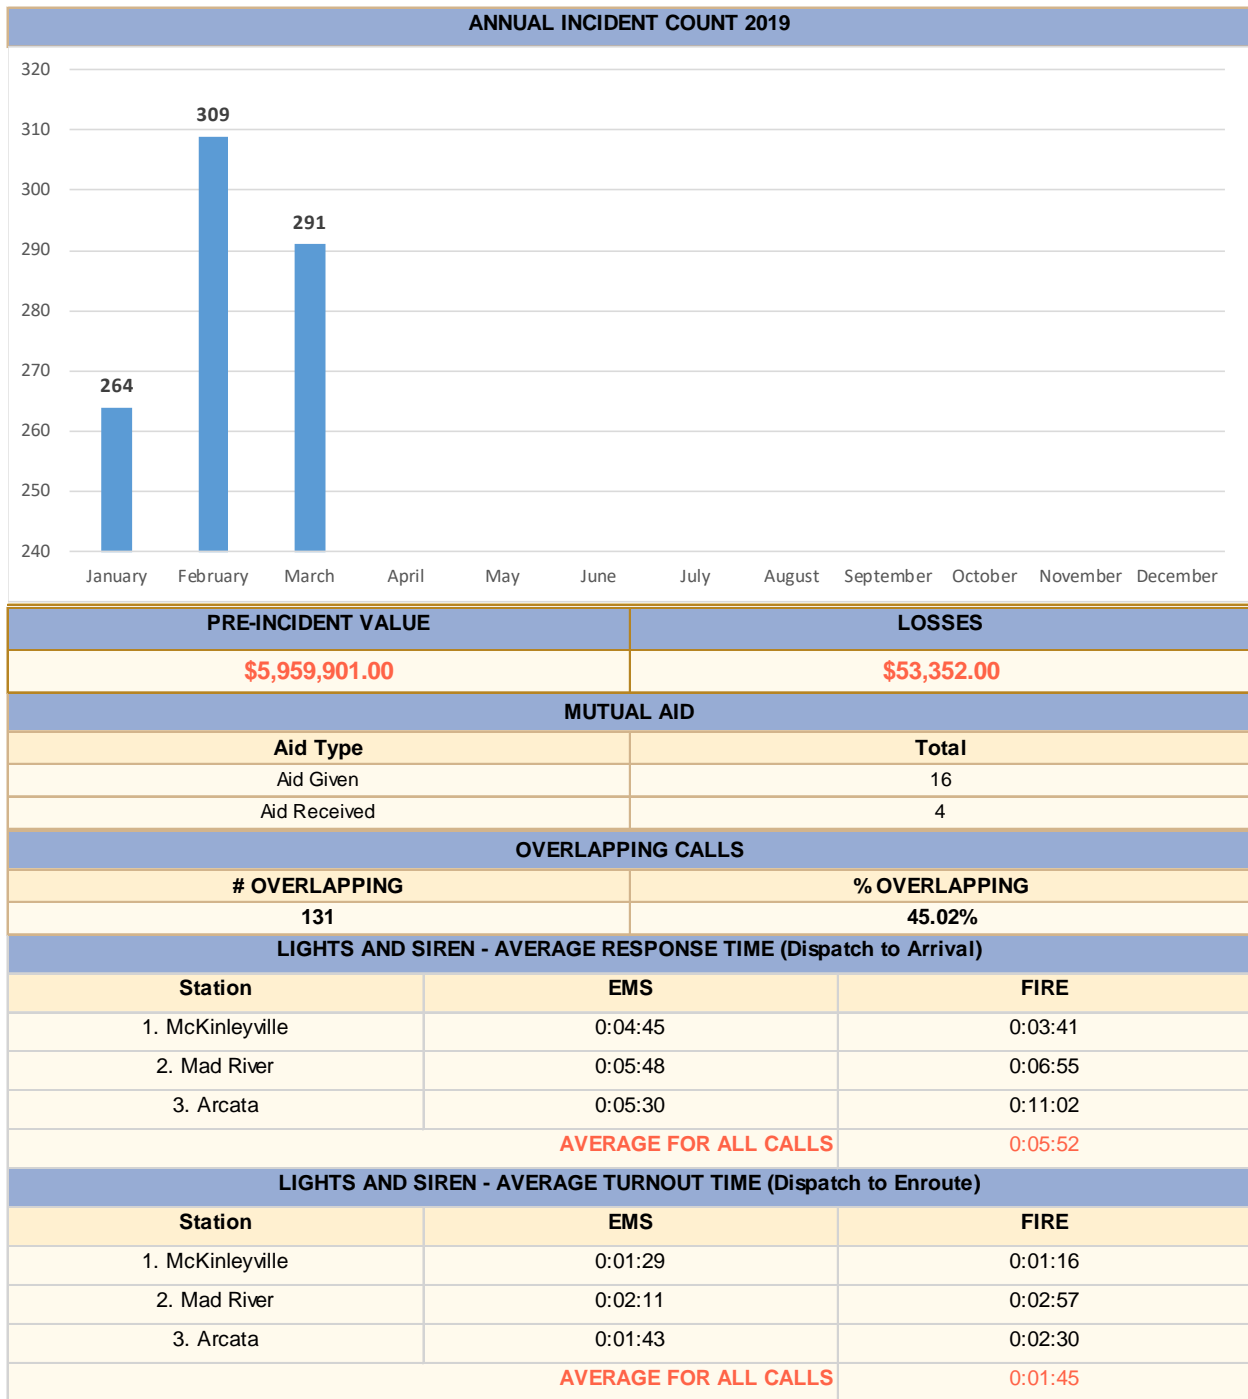 ANNUAL INCIDENT COUNT 2019
320
310
300
290
280
270
260
250
240
264
309
291
January February March April May June July August September October November December
PRE-INCIDENT VALUE LOSSES
$5,959,901.00 $53,352.00
MUTUAL AID
Aid Type Total
Aid Given 16
Aid Received 4
OVERLAPPING CALLS
# OVERLAPPING % OVERLAPPING
131 45.02%
LIGHTS AND SIREN - AVERAGE RESPONSE TIME (Dispatch to Arrival)
Station EMS FIRE
1. McKinleyville 0:04:45 0:03:41
2. Mad River 0:05:48 0:06:55
3. Arcata 0:05:30 0:11:02
AVERAGE FOR ALL CALLS 0:05:52
LIGHTS AND SIREN - AVERAGE TURNOUT TIME (Dispatch to Enroute)
Station EMS FIRE
1. McKinleyville 0:01:29 0:01:16
2. Mad River 0:02:11 0:02:57
3. Arcata 0:01:43 0:02:30
AVERAGE FOR ALL CALLS 0:01:45